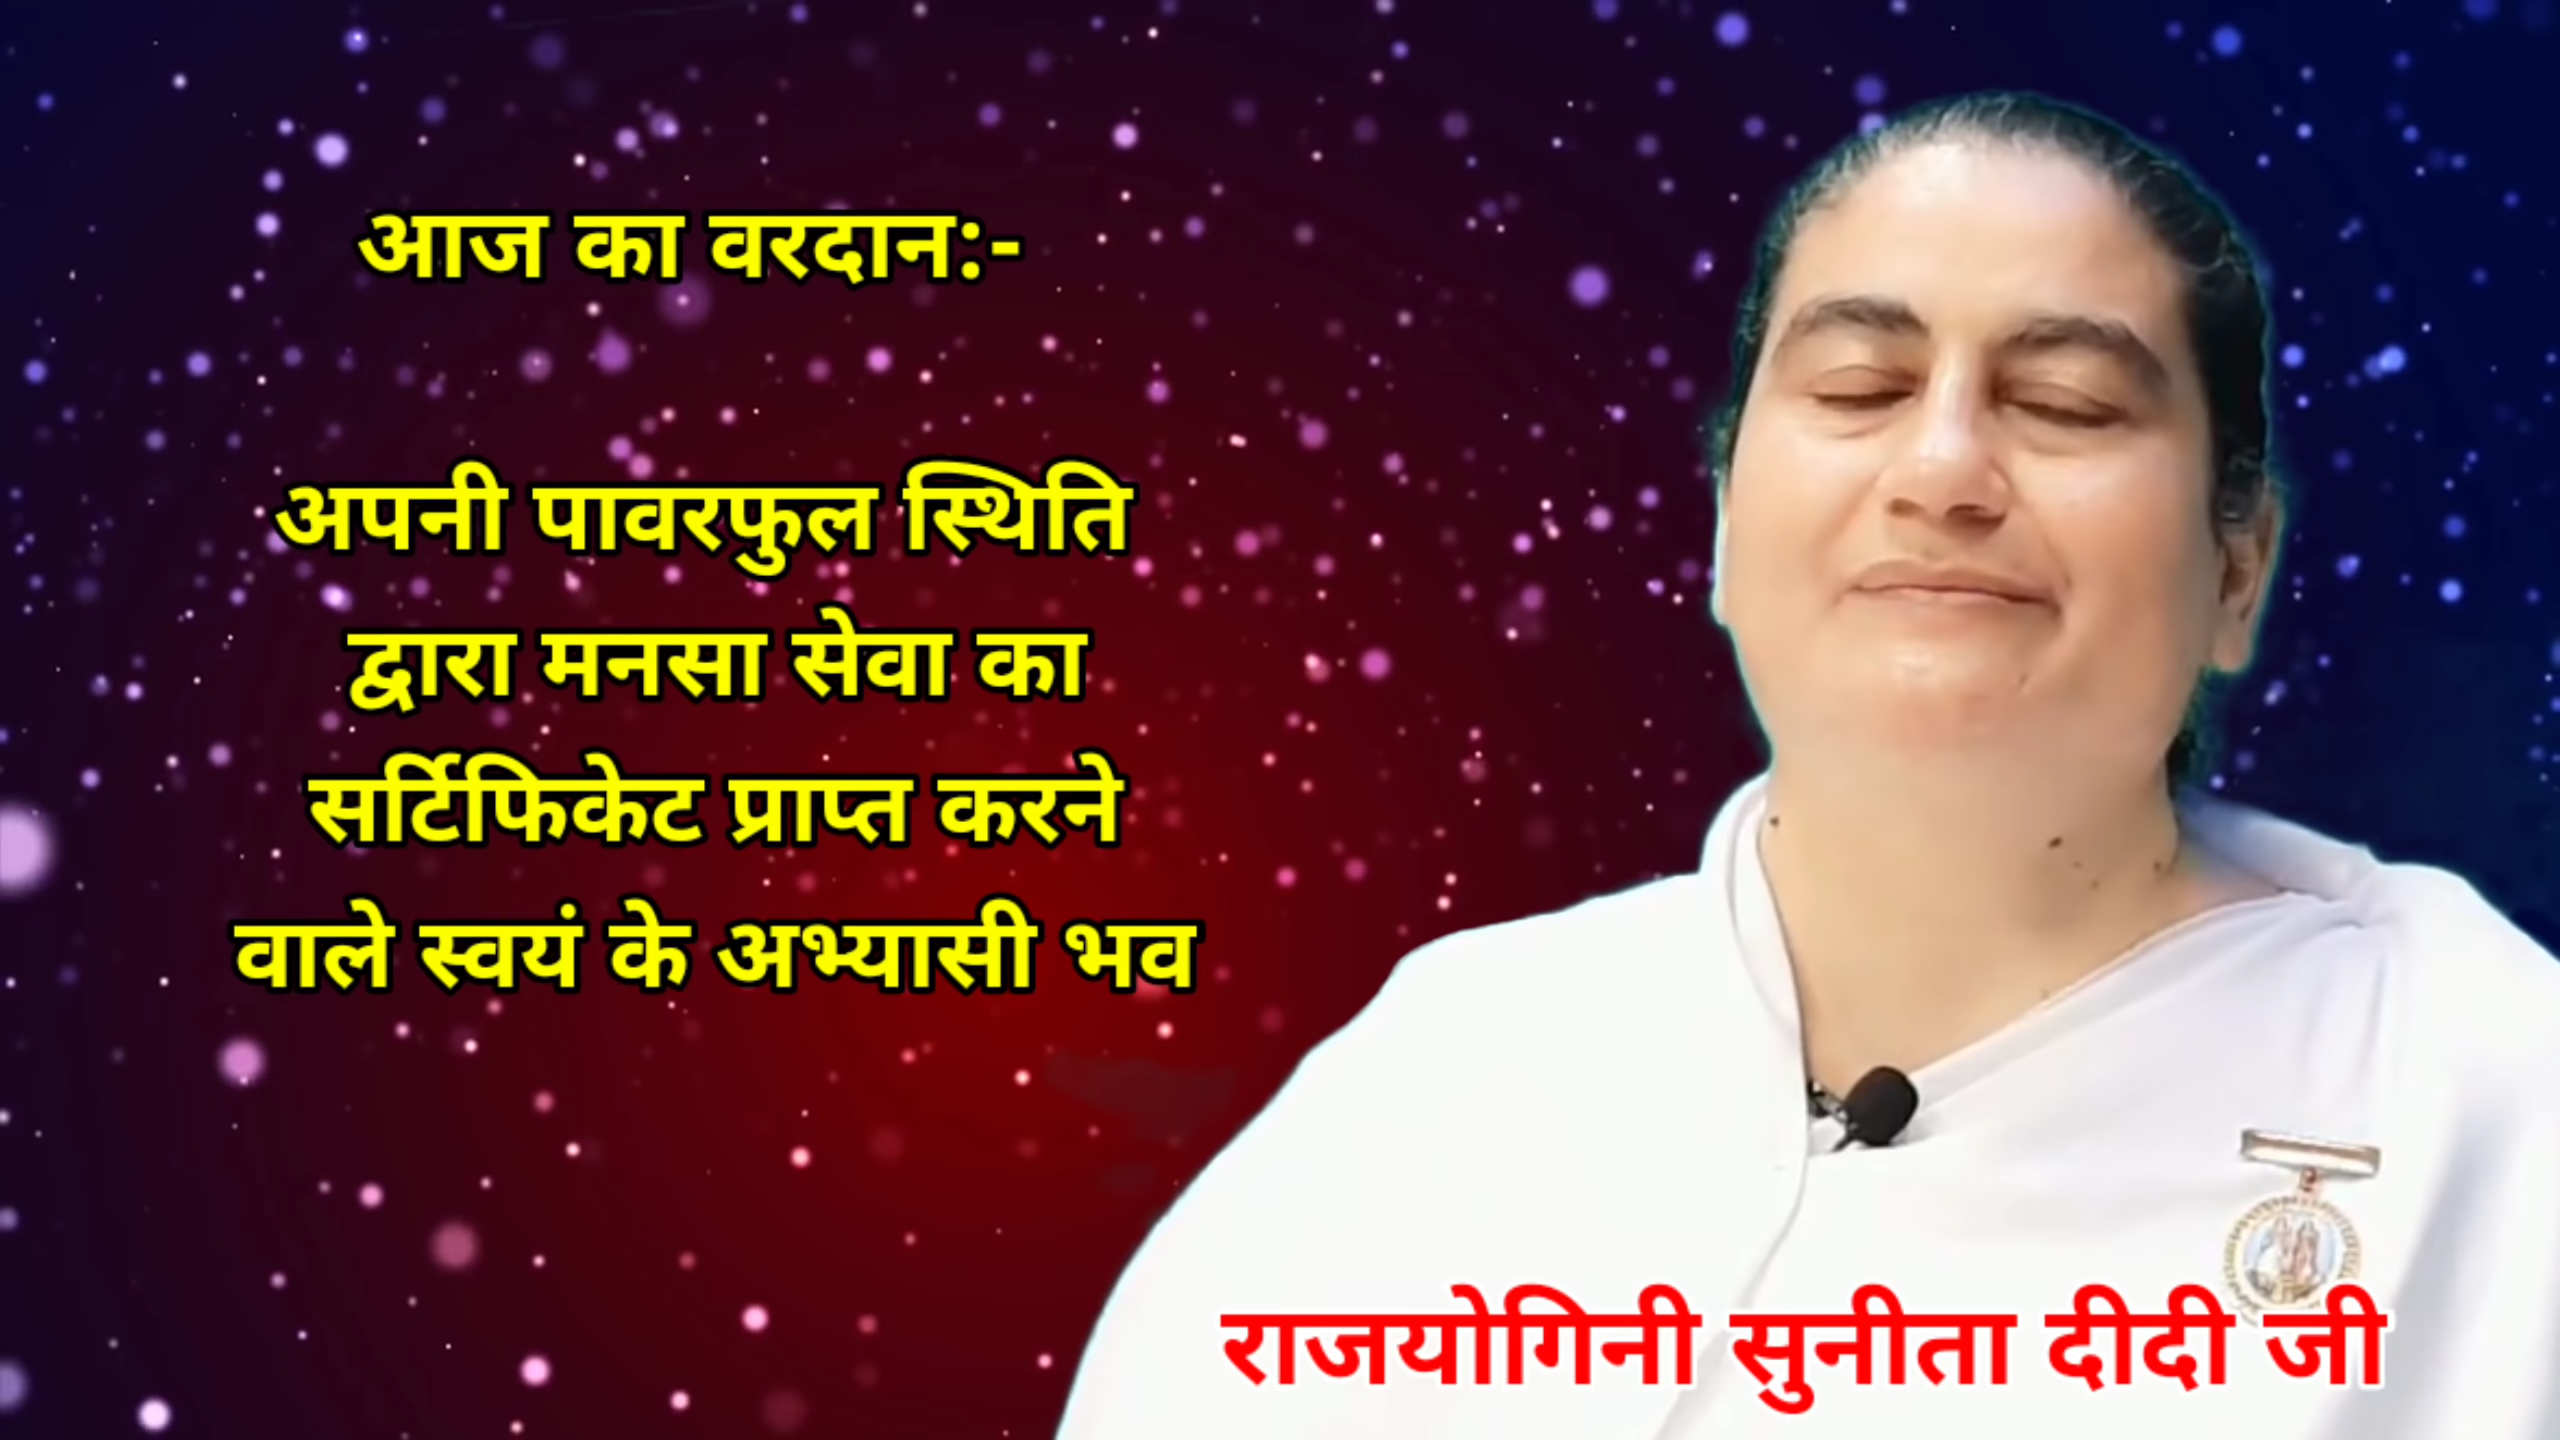 आज का वरदान:-
अपनी पावरफुल स्थिति
द्वारा मनसा सेवा का
सर्टिफिकेट प्राप्त करने
वाले स्वयं के अभ्यासी भव
राजयोगिनी सुनीता दीदी जी